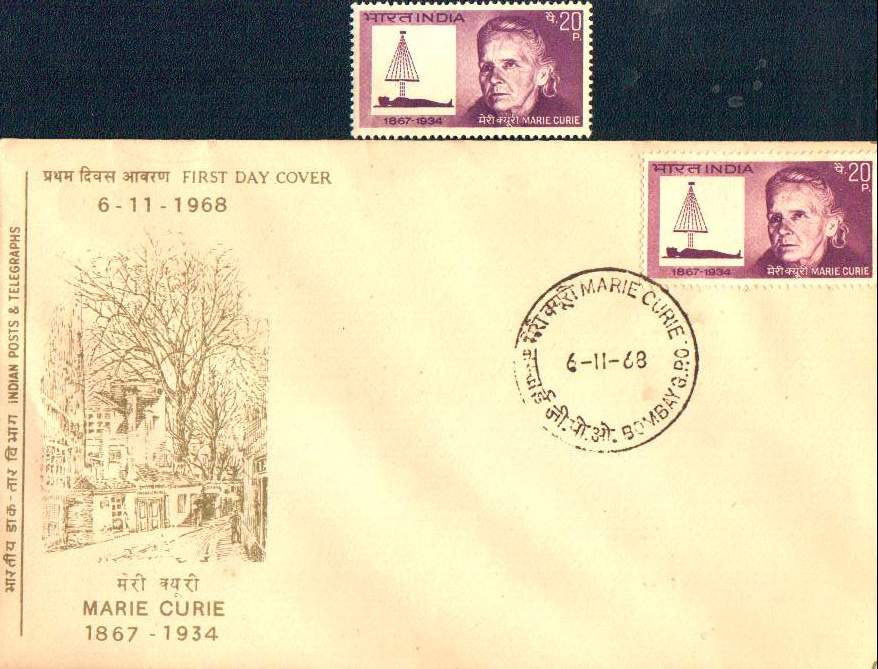 भारत INDIA पै. 20 P.
1867-1934 मेरी क्यूरी MARIE CURIE
भारत INDIA पै. 20 P.
1867-1934 मेरी क्यूरी MARIE CURIE
प्रथम दिवस आवरण FIRST DAY COVER
6-11-1968
भारतीय डाक-तार विभाग INDIAN POSTS & TELEGRAPHS
मेरी क्यूरी MARIE CURIE
6-11-68
जी.पी.ओ. BOMBAY G.P.O.
मेरी क्यूरी
MARIE CURIE
1867-1934